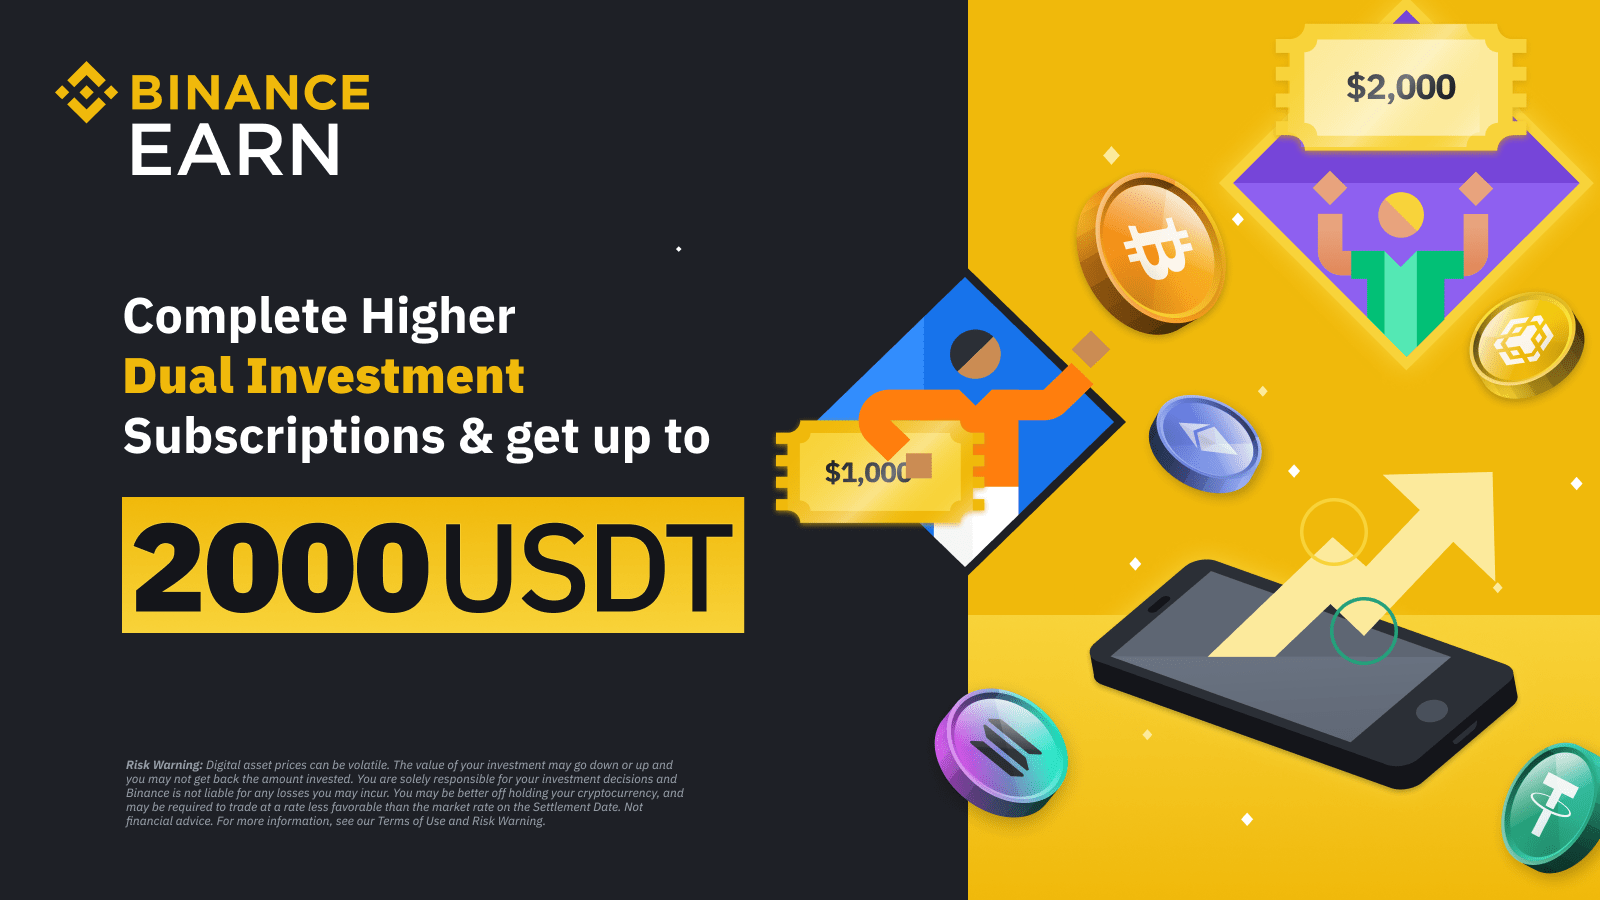 BINANCE
EARN
$2,000
Complete Higher
Dual Investment
Subscriptions & get up to
$1,000
2000 USDT
Risk Warning: Digital asset prices can be volatile. The value of your investment may go down or up and
you may not get back the amount invested. You are solely responsible for your investment decisions and
Binance is not liable for any losses you may incur. You may be better off holding your cryptocurrency, and
may be required to trade at a rate less favorable than the market rate on the Settlement Date. Not
financial advice. For more information, see our Terms of Use and Risk Warning.